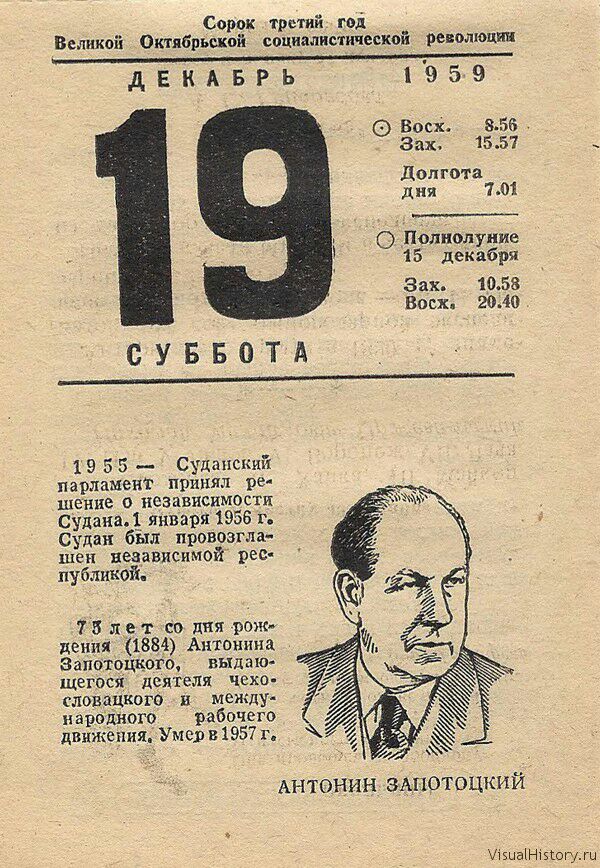 Сорок третий год
Великой Октябрьской социалистической революции
ДЕКАБРЬ 1959
19
Восх. 8.56
Зах. 15.57
Долгота
дня 7.01
Полнолуние
15 декабря
Зах. 10.58
Восх. 20.40
СУББОТА
1955 — Суданский
парламент принял ре-
шение о независимости
Судана. 1 января 1956 г.
Судан был провозгла-
шен независимой рес-
публикой.
75 лет со дня рож-
дения (1884) Антонина
Запотоцкого, выдаю-
щегося деятеля чехо-
словацкого и между-
народного рабочего
движения. Умер в 1957 г.
АНТОНИН ЗАПОТОЦКИЙ
VisualHistory.ru